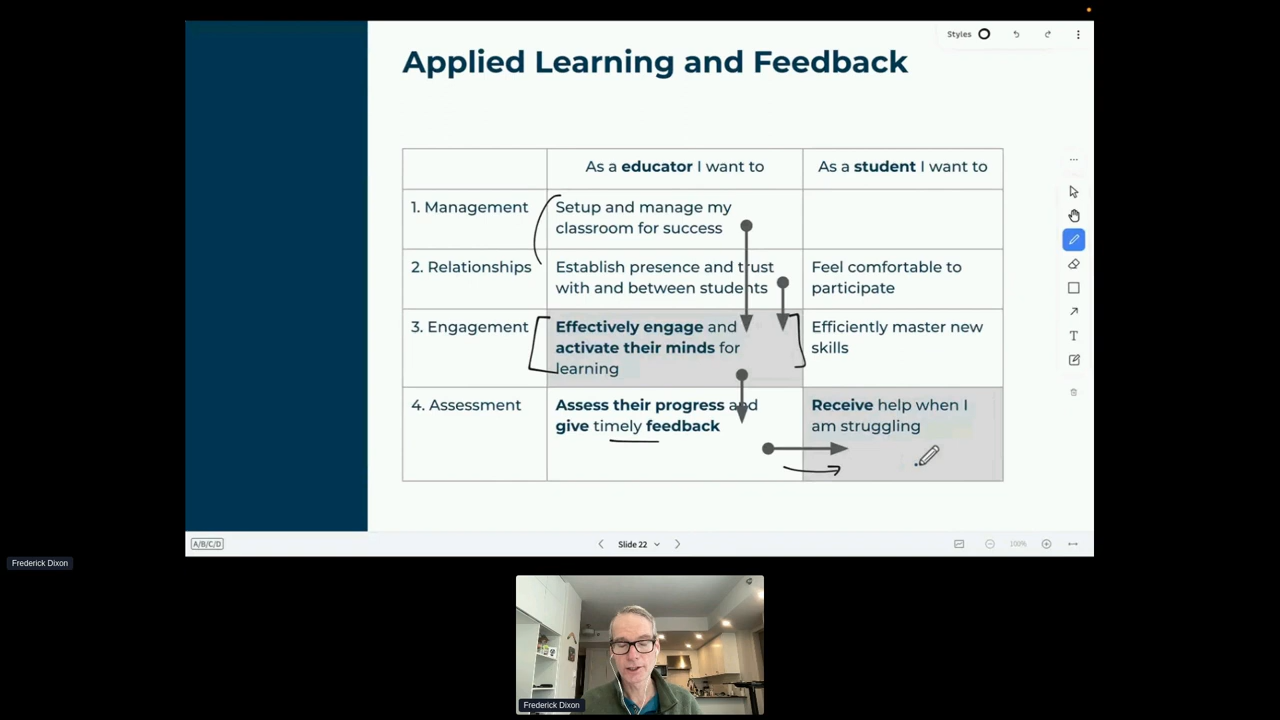 Styles
Applied Learning and Feedback
As a educator I want to
As a student I want to
1. Management
Setup and manage my
classroom for success
2. Relationships
Establish presence and trust
with and between students
Feel comfortable to
participate
3. Engagement
Effectively engage and
activate their minds for
learning
Efficiently master new
skills
4. Assessment
Assess their progress and
give timely feedback
Receive help when I
am struggling
T
A/B/C/D
Slide 22
100%
Frederick Dixon
Frederick Dixon